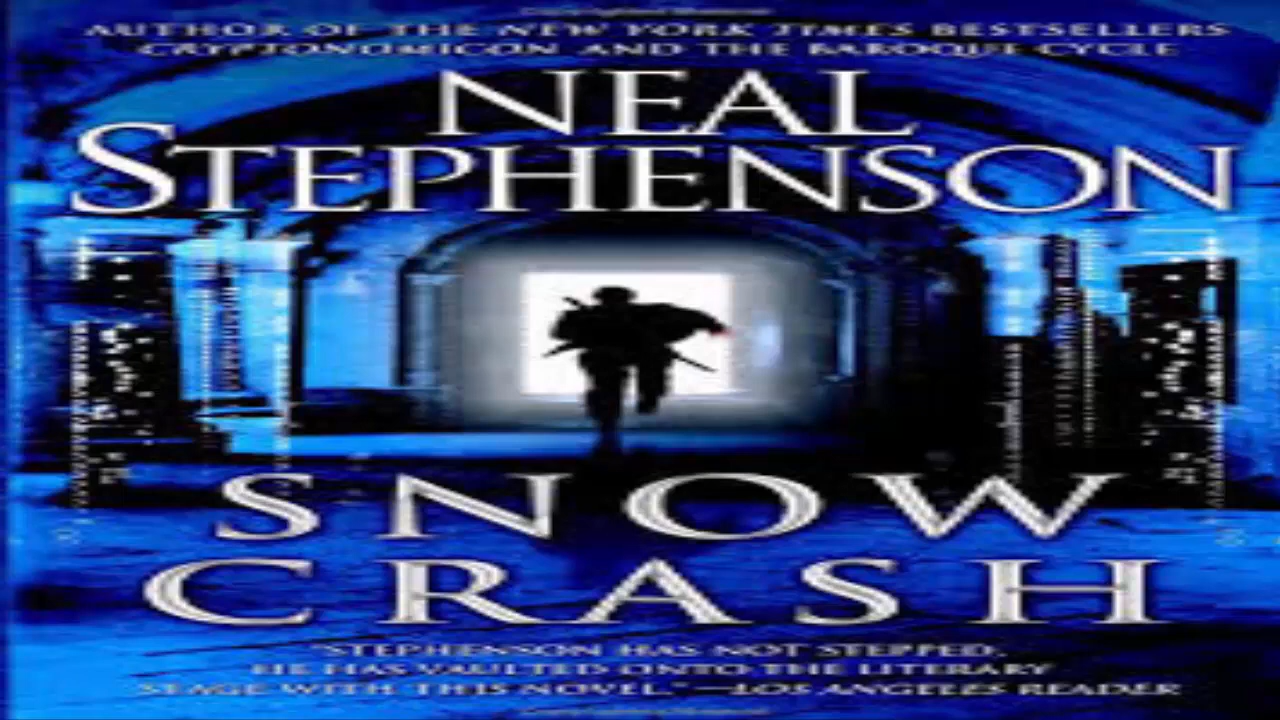 AUTHOR OF THE NEW YORK TIMES BESTSELLERS
CRYPTONOMICON AND THE BAROQUE CYCLE
NEAL
STEPHENSON
SNOW
CRASH
"STEPHENSON HAS NOT STEPPED,
HE HAS VAULTED ONTO THE LITERARY
STAGE WITH THIS NOVEL." —LOS ANGELES READER